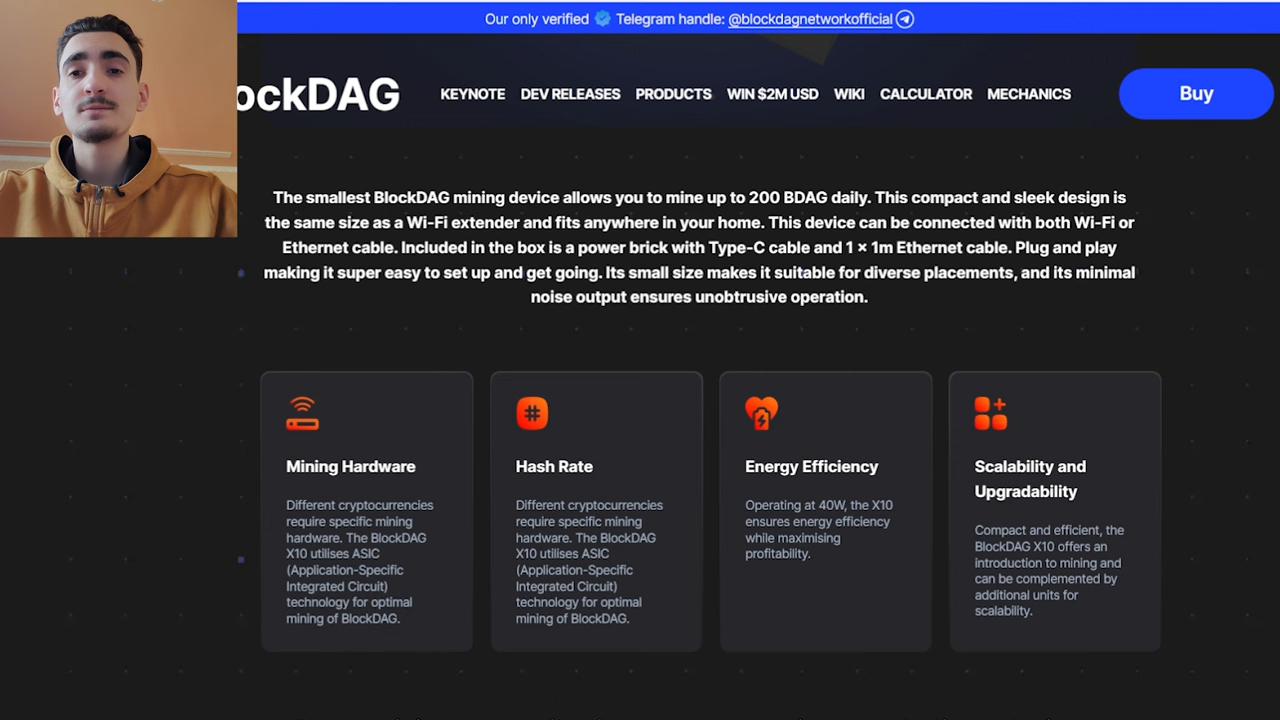 Our only verified Telegram handle: @blockdagnetworkofficial
ockDAG KEYNOTE DEV RELEASES PRODUCTS WIN $2M USD WIKI CALCULATOR MECHANICS Buy
The smallest BlockDAG mining device allows you to mine up to 200 BDAG daily. This compact and sleek design is
the same size as a Wi-Fi extender and fits anywhere in your home. This device can be connected with both Wi-Fi or
Ethernet cable. Included in the box is a power brick with Type-C cable and 1 × 1m Ethernet cable. Plug and play
making it super easy to set up and get going. Its small size makes it suitable for diverse placements, and its minimal
noise output ensures unobtrusive operation.
Mining Hardware
Different cryptocurrencies
require specific mining
hardware. The BlockDAG
X10 utilises ASIC
(Application-Specific
Integrated Circuit)
technology for optimal
mining of BlockDAG.
Hash Rate
Different cryptocurrencies
require specific mining
hardware. The BlockDAG
X10 utilises ASIC
(Application-Specific
Integrated Circuit)
technology for optimal
mining of BlockDAG.
Energy Efficiency
Operating at 40W, the X10
ensures energy efficiency
while maximising
profitability.
Scalability and
Upgradability
Compact and efficient, the
BlockDAG X10 offers an
introduction to mining and
can be complemented by
additional units for
scalability.